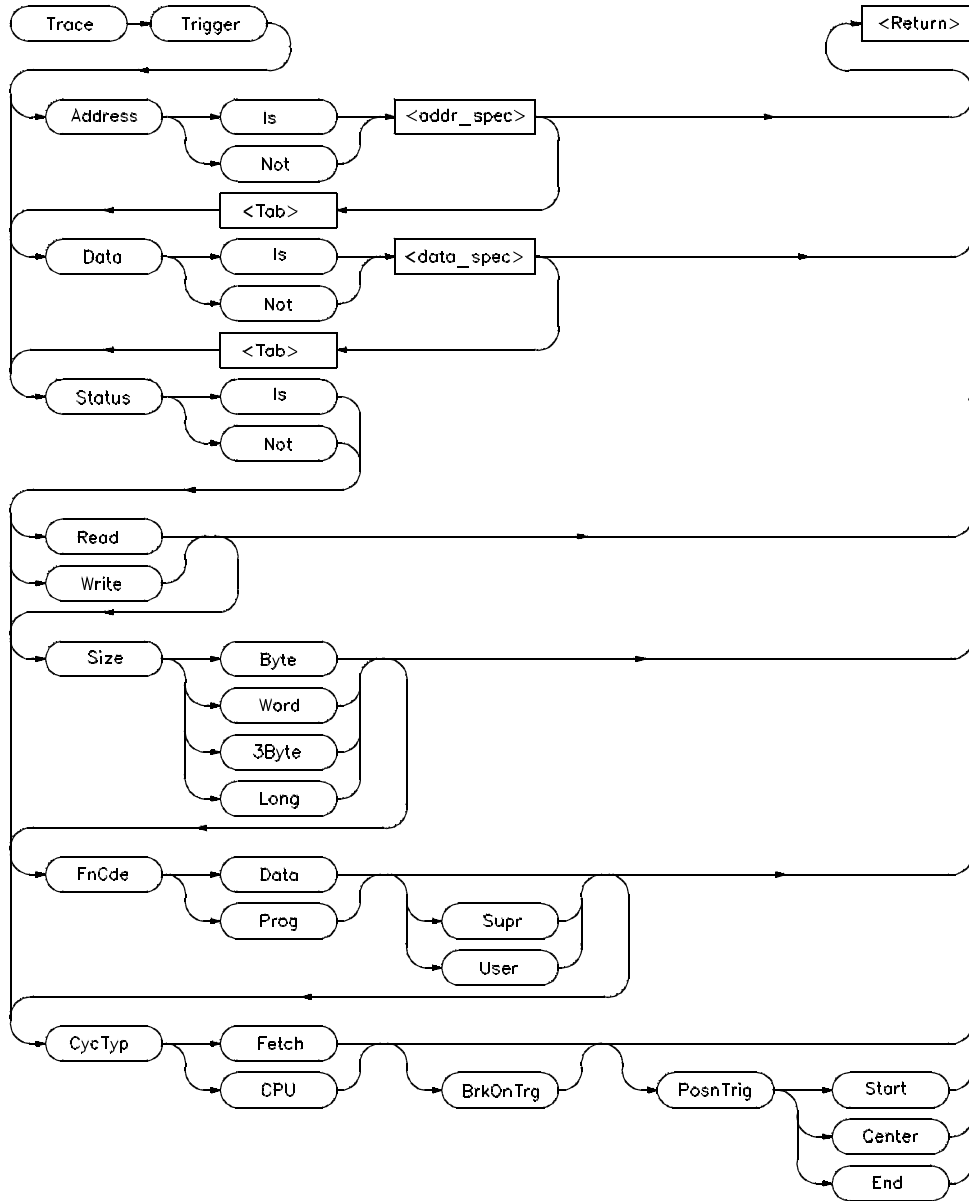 Trace Trigger <Return>
Address Is <addr_spec>
Not
<Tab>
Data Is <data_spec>
Not
<Tab>
Status Is
Not
Read
Write
Size Byte
Word
3Byte
Long
FnCde Data
Prog Supr
User
CycTyp Fetch
CPU BrkOnTrg PosnTrig Start
Center
End